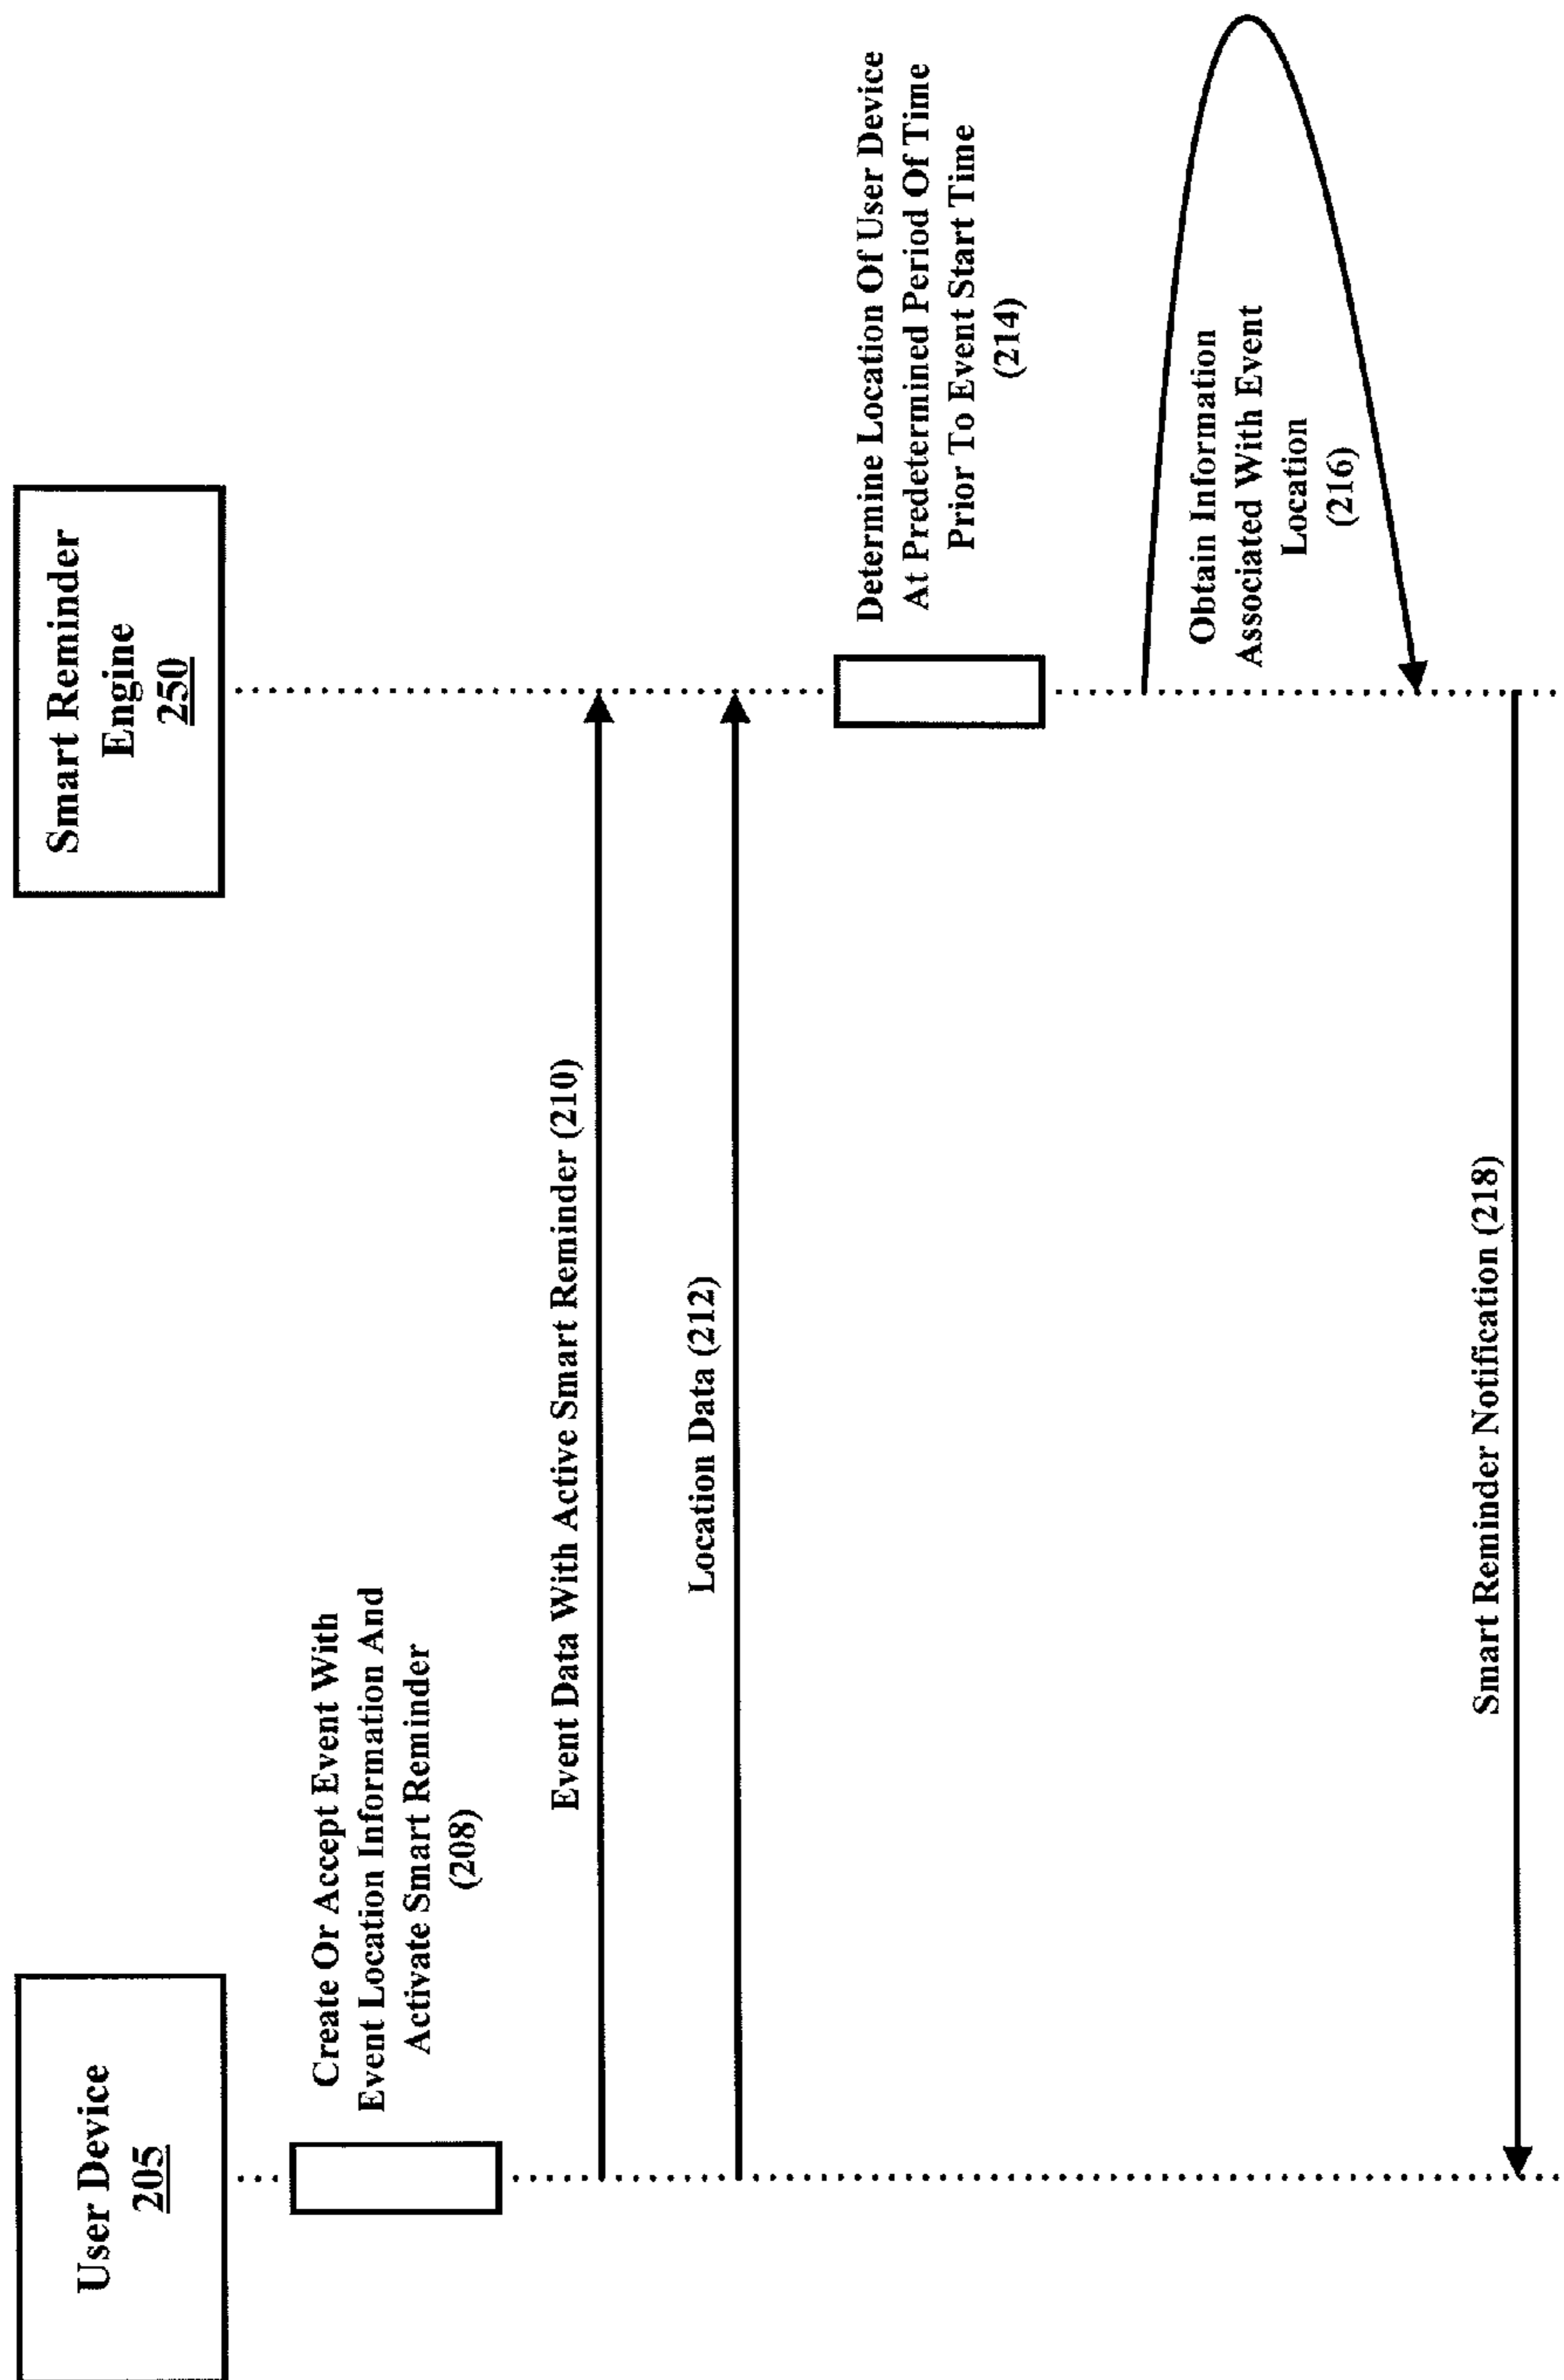 User Device
205
Smart Reminder
Engine
250
Create Or Accept Event With
Event Location Information And
Activate Smart Reminder
(208)
Event Data With Active Smart Reminder (210)
Location Data (212)
Determine Location Of User Device
At Predetermined Period Of Time
Prior To Event Start Time
(214)
Obtain Information
Associated With Event
Location
(216)
Smart Reminder Notification (218)